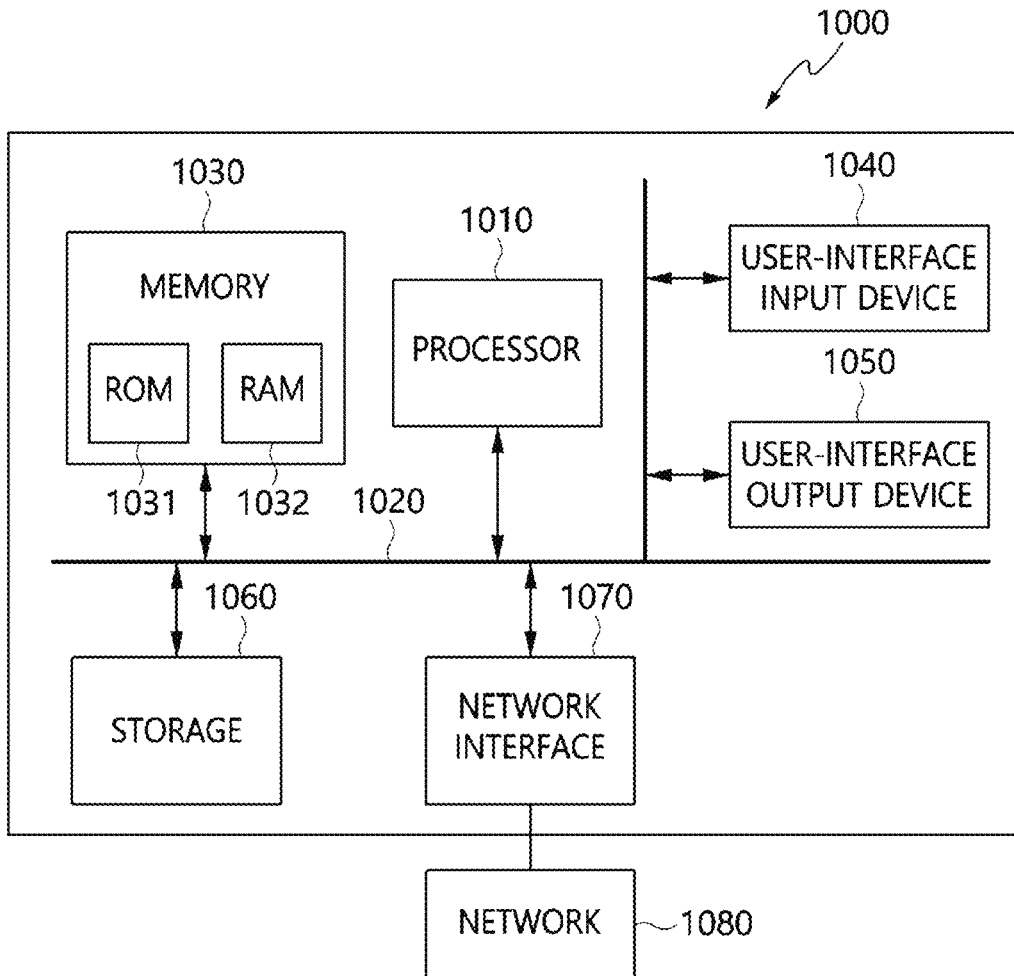 1000
1030
1010
1040
MEMORY
PROCESSOR
USER-INTERFACE
INPUT DEVICE
ROM
RAM
1050
1031
1032
1020
USER-INTERFACE
OUTPUT DEVICE
1060
1070
STORAGE
NETWORK
INTERFACE
NETWORK
1080